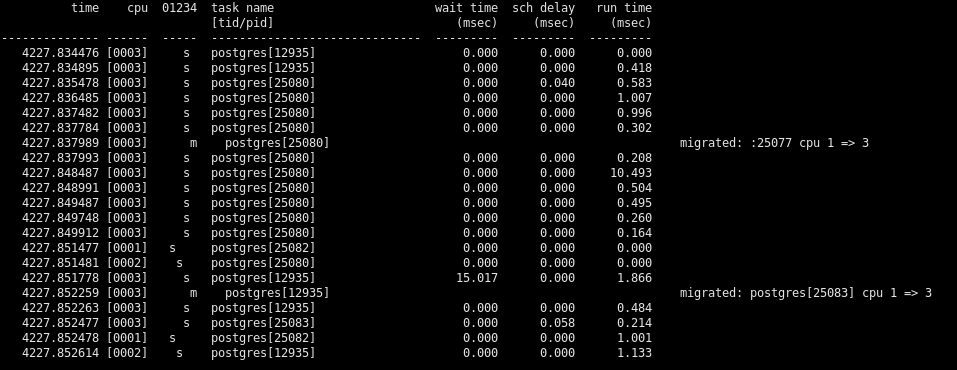 time    cpu  01234  task name                       wait time  sch delay   run time
[tid/pid]                          (msec)     (msec)     (msec)
--------------- ------  -----  ------------------------------  ---------  ---------  ---------
4227.834476 [0003]     s   postgres[12935]                     0.000      0.000      0.000
4227.834895 [0003]     s   postgres[12935]                     0.000      0.000      0.418
4227.835478 [0003]     s   postgres[25080]                     0.000      0.040      0.583
4227.836485 [0003]     s   postgres[25080]                     0.000      0.000      1.007
4227.837482 [0003]     s   postgres[25080]                     0.000      0.000      0.996
4227.837784 [0003]     s   postgres[25080]                     0.000      0.000      0.302
4227.837989 [0003]      m    postgres[25080]                                                  migrated: :25077 cpu 1 => 3
4227.837993 [0003]     s   postgres[25080]                     0.000      0.000      0.208
4227.848487 [0003]     s   postgres[25080]                     0.000      0.000     10.493
4227.848991 [0003]     s   postgres[25080]                     0.000      0.000      0.504
4227.849487 [0003]     s   postgres[25080]                     0.000      0.000      0.495
4227.849748 [0003]     s   postgres[25080]                     0.000      0.000      0.260
4227.849912 [0003]     s   postgres[25080]                     0.000      0.000      0.164
4227.851477 [0001]   s     postgres[25082]                     0.000      0.000      0.000
4227.851481 [0002]    s    postgres[25080]                     0.000      0.000      0.000
4227.851778 [0003]     s   postgres[12935]                    15.017      0.000      1.866
4227.852259 [0003]      m    postgres[12935]                                                  migrated: postgres[25083] cpu 1 => 3
4227.852263 [0003]     s   postgres[12935]                     0.000      0.000      0.484
4227.852477 [0003]     s   postgres[25083]                     0.000      0.058      0.214
4227.852478 [0001]   s     postgres[25082]                     0.000      0.000      1.001
4227.852614 [0002]    s    postgres[12935]                     0.000      0.000      1.133